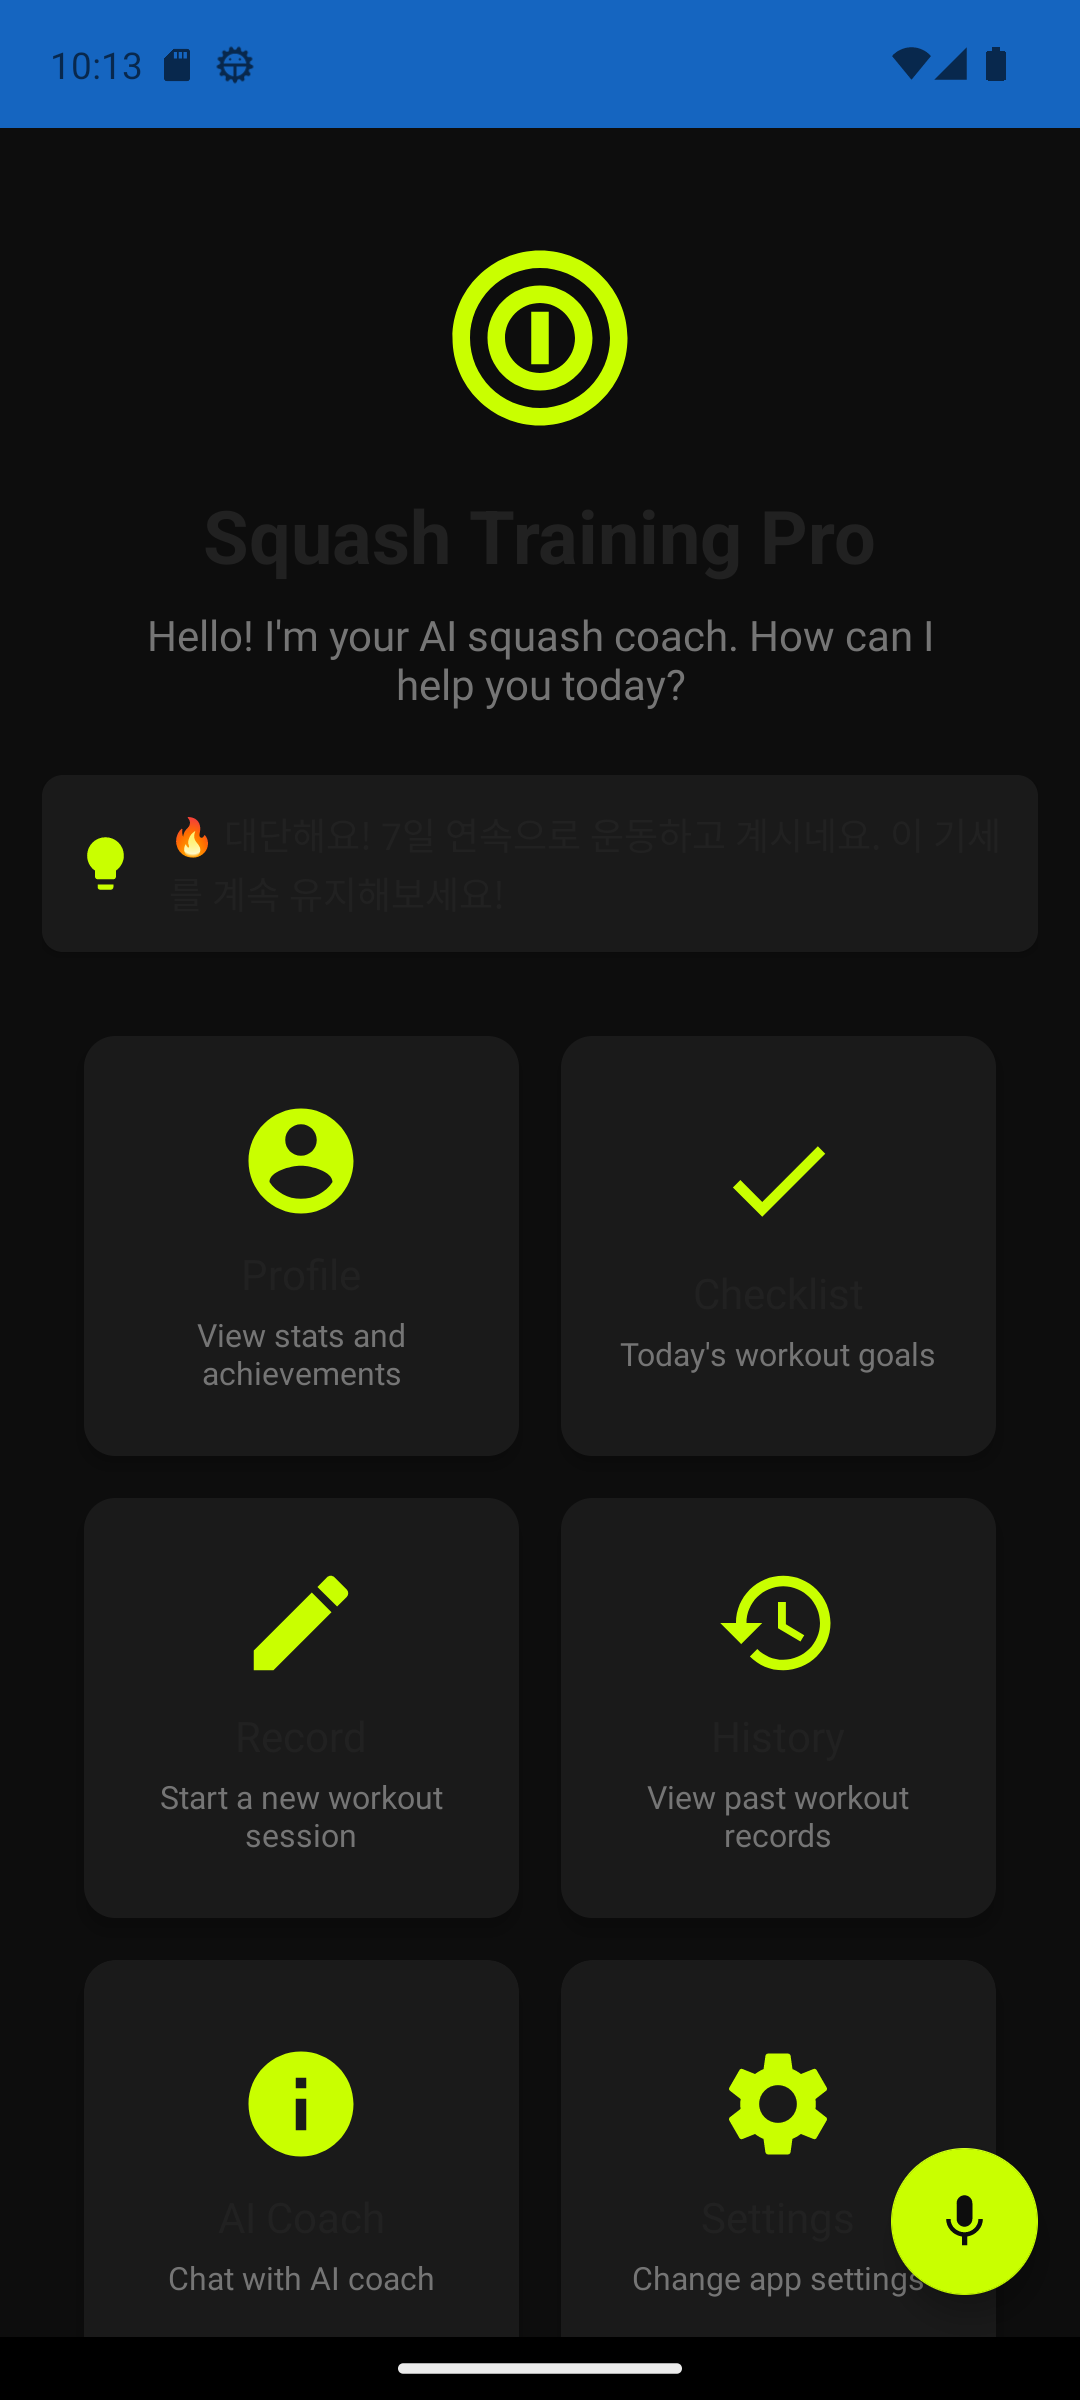 10:13
Squash Training Pro
Hello! I'm your AI squash coach. How can I
help you today?
🔥 대단해요! 7일 연속으로 운동하고 계시네요. 이 기세
를 계속 유지해보세요!
Profile
View stats and
achievements
Checklist
Today's workout goals
Record
Start a new workout
session
History
View past workout
records
AI Coach
Chat with AI coach
Settings
Change app settings